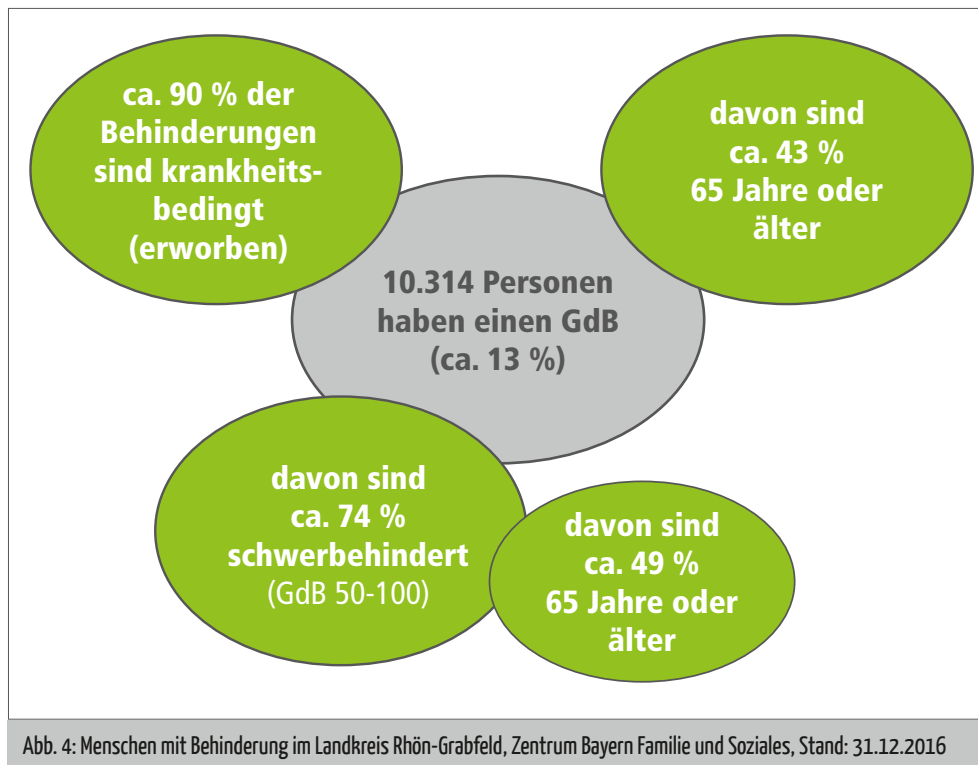 ca. 90 % der
Behinderungen
sind krankheits-
bedingt
(erworben)
davon sind
ca. 43 %
65 Jahre oder
älter
10.314 Personen
haben einen GdB
(ca. 13 %)
davon sind
ca. 74 %
schwerbehindert
(GdB 50-100)
davon sind
ca. 49 %
65 Jahre oder
älter
Abb. 4: Menschen mit Behinderung im Landkreis Rhön-Grabfeld, Zentrum Bayern Familie und Soziales, Stand: 31.12.2016